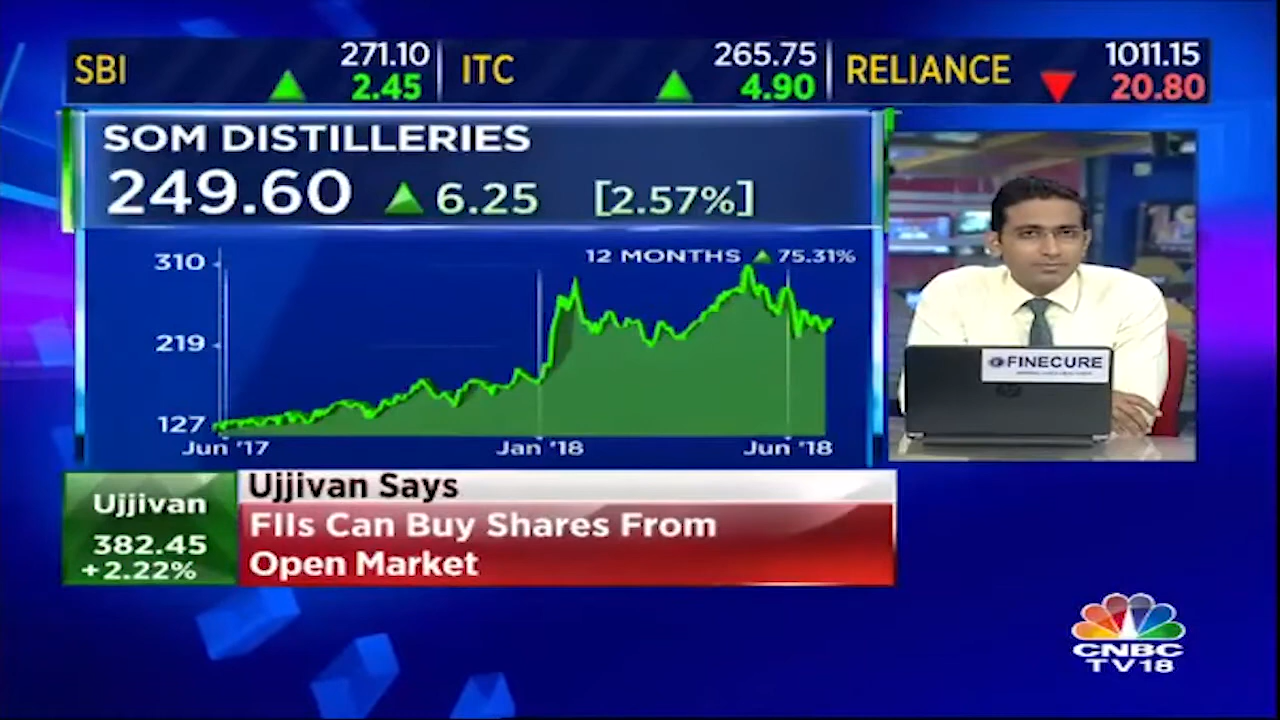 SBI 271.10 2.45
ITC 265.75 4.90
RELIANCE 1011.15 20.80
SOM DISTILLERIES
249.60 6.25 [2.57%]
12 MONTHS 75.31%
310
219
127
Jun '17 Jan '18 Jun '18
FINECURE
Ujjivan
382.45
+2.22%
Ujjivan Says
FIIs Can Buy Shares From
Open Market
CNBC
TV18